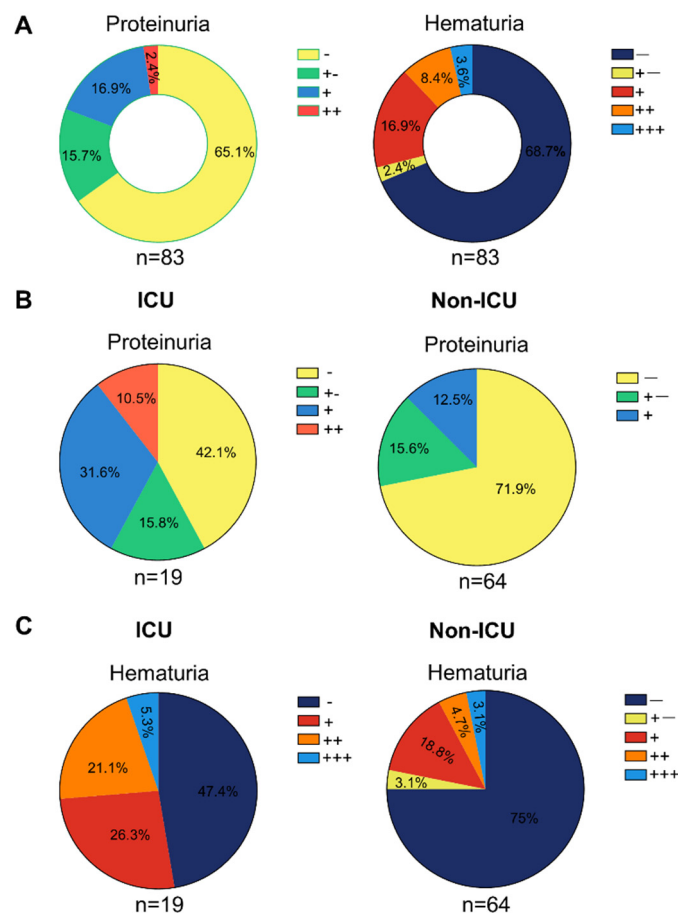 A
Proteinuria
Hematuria
2.4%
16.9%
15.7%
65.1%
-
+-
+
++
3.6%
8.4%
16.9%
2.4%
68.7%
—
+—
+
++
+++
n=83
n=83
B
ICU
Non-ICU
Proteinuria
Proteinuria
10.5%
42.1%
31.6%
15.8%
-
+-
+
++
12.5%
15.6%
71.9%
—
+—
+
n=19
n=64
C
ICU
Non-ICU
Hematuria
Hematuria
5.3%
21.1%
47.4%
26.3%
-
+
++
+++
3.1%
4.7%
18.8%
3.1%
75%
—
+—
+
++
+++
n=19
n=64